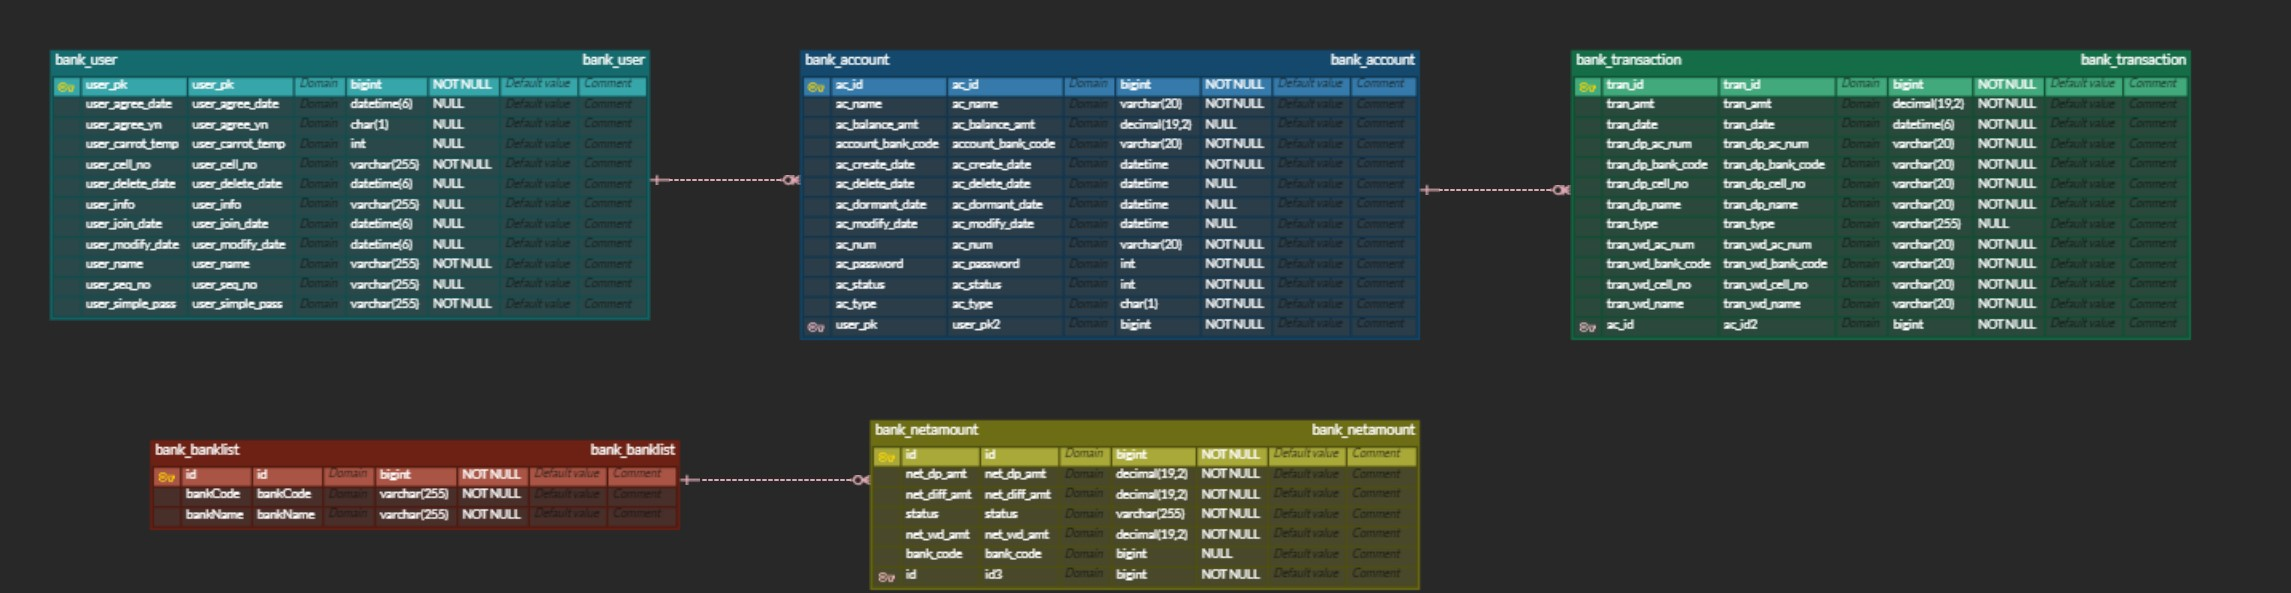 bank_user bank_user
user_pk user_pk Domain bigint NOT NULL Default value Comment
user_agree_date user_agree_date Domain datetime(6) NULL Default value Comment
user_agree_yn user_agree_yn Domain char(1) NULL Default value Comment
user_carrot_temp user_carrot_temp Domain int NULL Default value Comment
user_cell_no user_cell_no Domain varchar(255) NOT NULL Default value Comment
user_delete_date user_delete_date Domain datetime(6) NULL Default value Comment
user_info user_info Domain varchar(255) NULL Default value Comment
user_join_date user_join_date Domain datetime(6) NULL Default value Comment
user_modify_date user_modify_date Domain datetime(6) NULL Default value Comment
user_name user_name Domain varchar(255) NOT NULL Default value Comment
user_seq_no user_seq_no Domain varchar(255) NULL Default value Comment
user_simple_pass user_simple_pass Domain varchar(255) NOT NULL Default value Comment
bank_account bank_account
ac_id ac_id Domain bigint NOT NULL Default value Comment
ac_name ac_name Domain varchar(20) NOT NULL Default value Comment
ac_balance_amt ac_balance_amt Domain decimal(19,2) NULL Default value Comment
account_bank_code account_bank_code Domain varchar(20) NOT NULL Default value Comment
ac_create_date ac_create_date Domain datetime NOT NULL Default value Comment
ac_delete_date ac_delete_date Domain datetime NULL Default value Comment
ac_dormant_date ac_dormant_date Domain datetime NULL Default value Comment
ac_modify_date ac_modify_date Domain datetime NULL Default value Comment
ac_num ac_num Domain varchar(20) NOT NULL Default value Comment
ac_password ac_password Domain int NOT NULL Default value Comment
ac_status ac_status Domain int NOT NULL Default value Comment
ac_type ac_type Domain char(1) NOT NULL Default value Comment
user_pk user_pk2 Domain bigint NOT NULL Default value Comment
bank_transaction bank_transaction
tran_id tran_id Domain bigint NOT NULL Default value Comment
tran_amt tran_amt Domain decimal(19,2) NOT NULL Default value Comment
tran_date tran_date Domain datetime(6) NOT NULL Default value Comment
tran_dp_ac_num tran_dp_ac_num Domain varchar(20) NOT NULL Default value Comment
tran_dp_bank_code tran_dp_bank_code Domain varchar(20) NOT NULL Default value Comment
tran_dp_cell_no tran_dp_cell_no Domain varchar(20) NOT NULL Default value Comment
tran_dp_name tran_dp_name Domain varchar(20) NOT NULL Default value Comment
tran_type tran_type Domain varchar(255) NULL Default value Comment
tran_wd_ac_num tran_wd_ac_num Domain varchar(20) NOT NULL Default value Comment
tran_wd_bank_code tran_wd_bank_code Domain varchar(20) NOT NULL Default value Comment
tran_wd_cell_no tran_wd_cell_no Domain varchar(20) NOT NULL Default value Comment
tran_wd_name tran_wd_name Domain varchar(20) NOT NULL Default value Comment
ac_id ac_id2 Domain bigint NOT NULL Default value Comment
bank_banklist bank_banklist
id id Domain bigint NOT NULL Default value Comment
bankCode bankCode Domain varchar(255) NOT NULL Default value Comment
bankName bankName Domain varchar(255) NOT NULL Default value Comment
bank_netamount bank_netamount
id id Domain bigint NOT NULL Default value Comment
net_dp_amt net_dp_amt Domain decimal(19,2) NOT NULL Default value Comment
net_diff_amt net_diff_amt Domain decimal(19,2) NOT NULL Default value Comment
status status Domain varchar(255) NOT NULL Default value Comment
net_wd_amt net_wd_amt Domain decimal(19,2) NOT NULL Default value Comment
bank_code bank_code Domain bigint NULL Default value Comment
id id3 Domain bigint NOT NULL Default value Comment